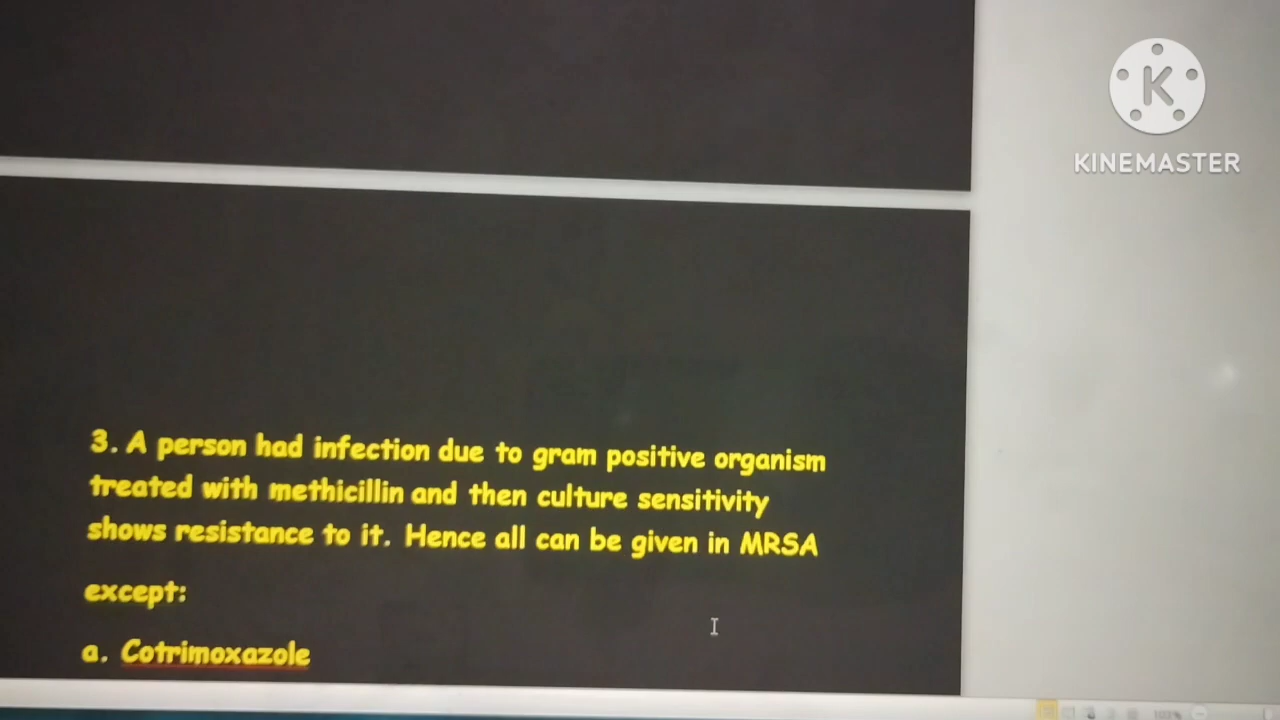 KINEMASTER
3. A person had infection due to gram positive organism
treated with methicillin and then culture sensitivity
shows resistance to it. Hence all can be given in MRSA
except:
a. Cotrimoxazole